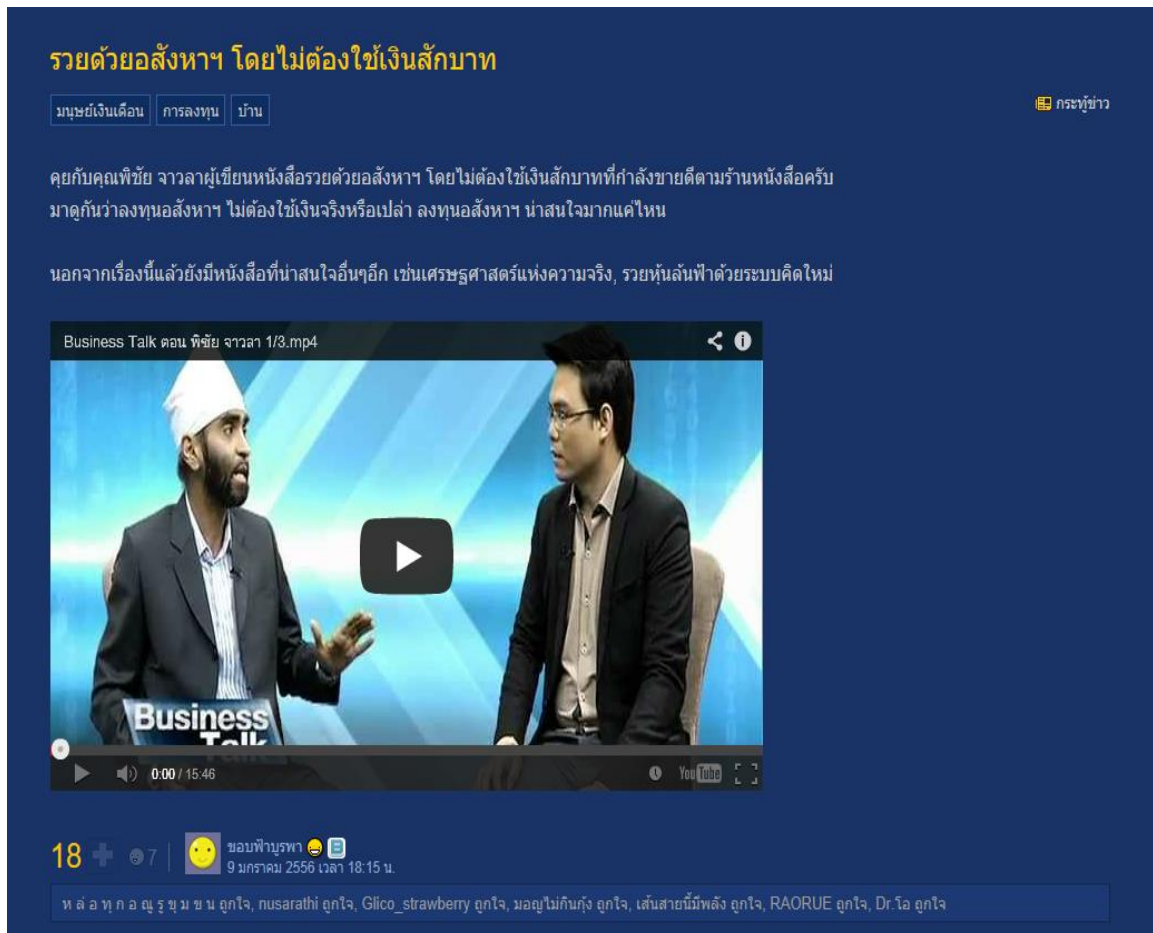 รวยด้วยอสังหาฯ โดยไม่ต้องใช้เงินสักบาท
มนุษย์เงินเดือน การลงทุน บ้าน
กระทู้ข่าว
คุยกับคุณพิชัย จาวลาผู้เขียนหนังสือรวยด้วยอสังหาฯ โดยไม่ต้องใช้เงินสักบาทที่กำลังขายดีตามร้านหนังสือครับ
มาดูกันว่าลงทุนอสังหาฯ ไม่ต้องใช้เงินจริงหรือเปล่า ลงทุนอสังหาฯ น่าสนใจมากแค่ไหน
นอกจากเรื่องนี้แล้วยังมีหนังสือที่น่าสนใจอื่นๆอีก เช่นเศรษฐศาสตร์แห่งความจริง, รวยหุ้นล้นฟ้าด้วยระบบคิดใหม่
Business Talk ตอน พิชัย จาวลา 1/3.mp4
Business
Talk
0:00 / 15:46
YouTube
18 7
ขอบฟ้าบูรพา
9 มกราคม 2556 เวลา 18:15 น.
ห ล่ อ ทุ ก อ ณู รู ขุ ม ข น ถูกใจ, nusarathi ถูกใจ, Glico_strawberry ถูกใจ, มอญไม่กินกุ้ง ถูกใจ, เส้นสายนี้มีพลัง ถูกใจ, RAORUE ถูกใจ, Dr.โอ ถูกใจ